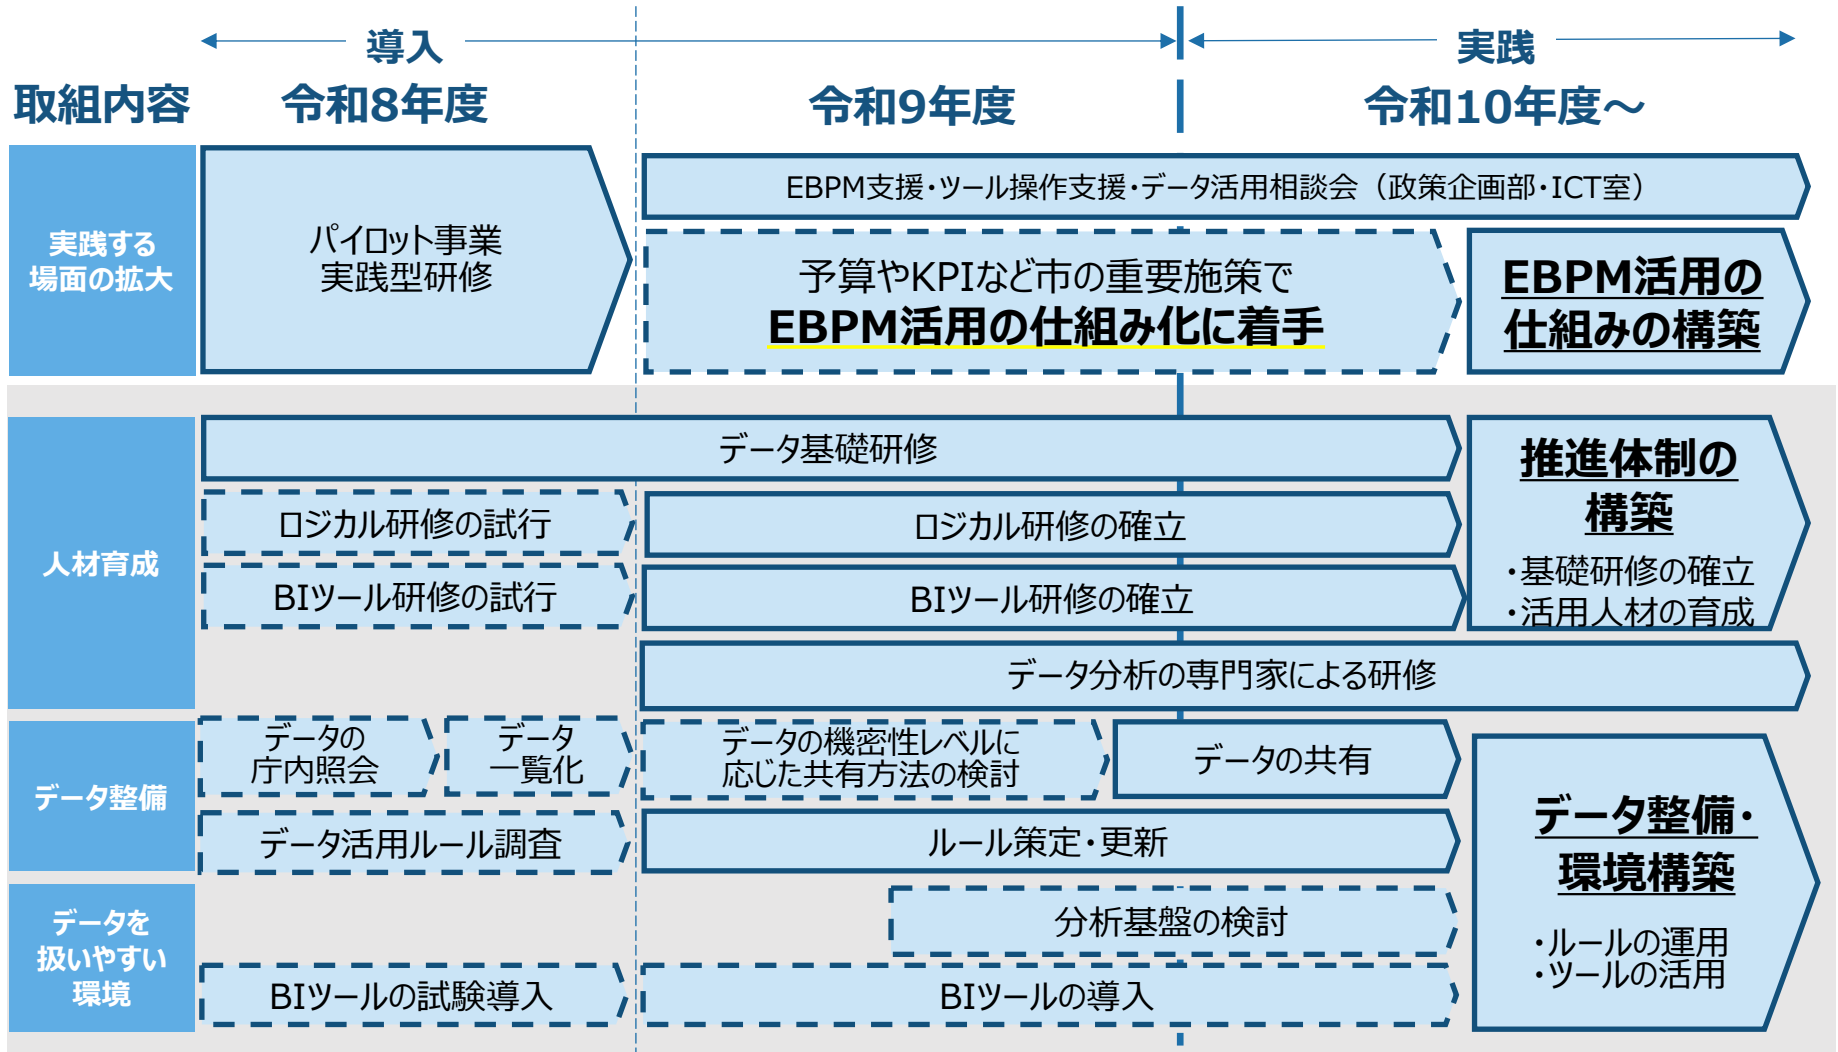 導入
実践
取組内容
令和8年度
令和9年度
令和10年度～
実践する
場面の拡大
パイロット事業
実践型研修
EBPM支援・ツール操作支援・データ活用相談会（政策企画部・ICT室）
予算やKPIなど市の重要施策で
EBPM活用の仕組み化に着手
EBPM活用の
仕組みの構築
人材育成
データ基礎研修
ロジカル研修の試行
ロジカル研修の確立
BIツール研修の試行
BIツール研修の確立
データ分析の専門家による研修
推進体制の
構築
・基礎研修の確立
・活用人材の育成
データ整備
データの
庁内照会
データ
一覧化
データの機密性レベルに
応じた共有方法の検討
データの共有
データ活用ルール調査
ルール策定・更新
データを
扱いやすい
環境
分析基盤の検討
BIツールの試験導入
BIツールの導入
データ整備・
環境構築
・ルールの運用
・ツールの活用